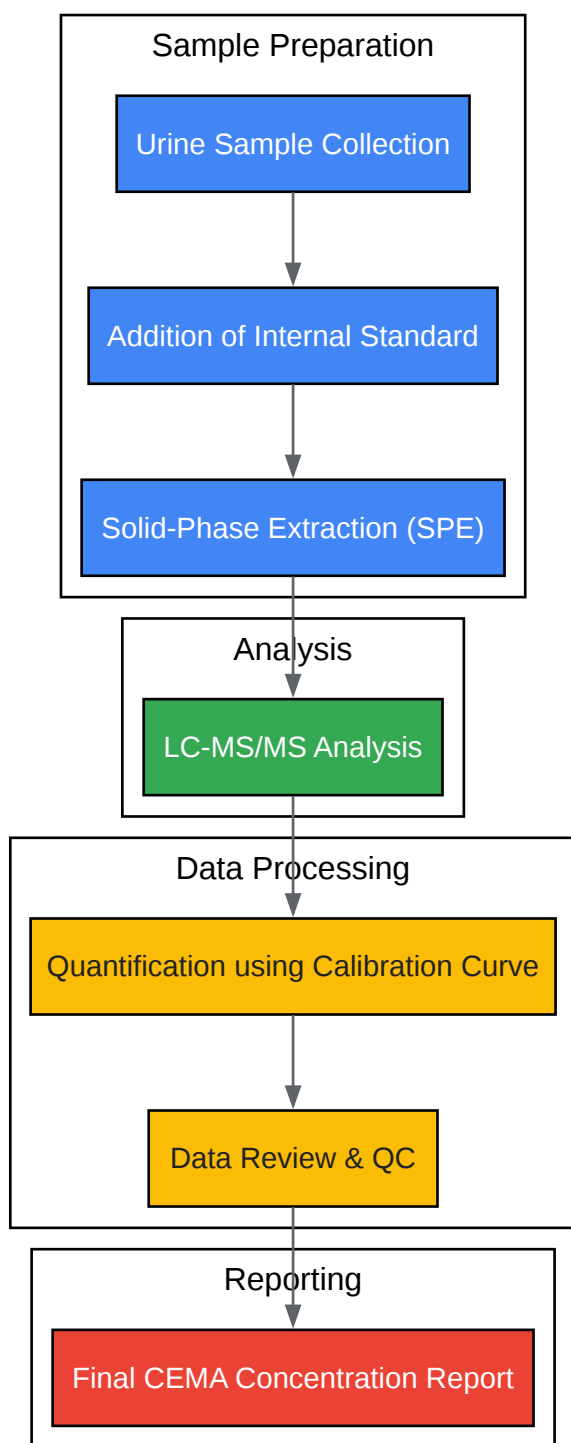 Sample Preparation
Urine Sample Collection
Addition of Internal Standard
Solid-Phase Extraction (SPE)
Analysis
LC-MS/MS Analysis
Data Processing
Quantification using Calibration Curve
Data Review & QC
Reporting
Final CEMA Concentration Report